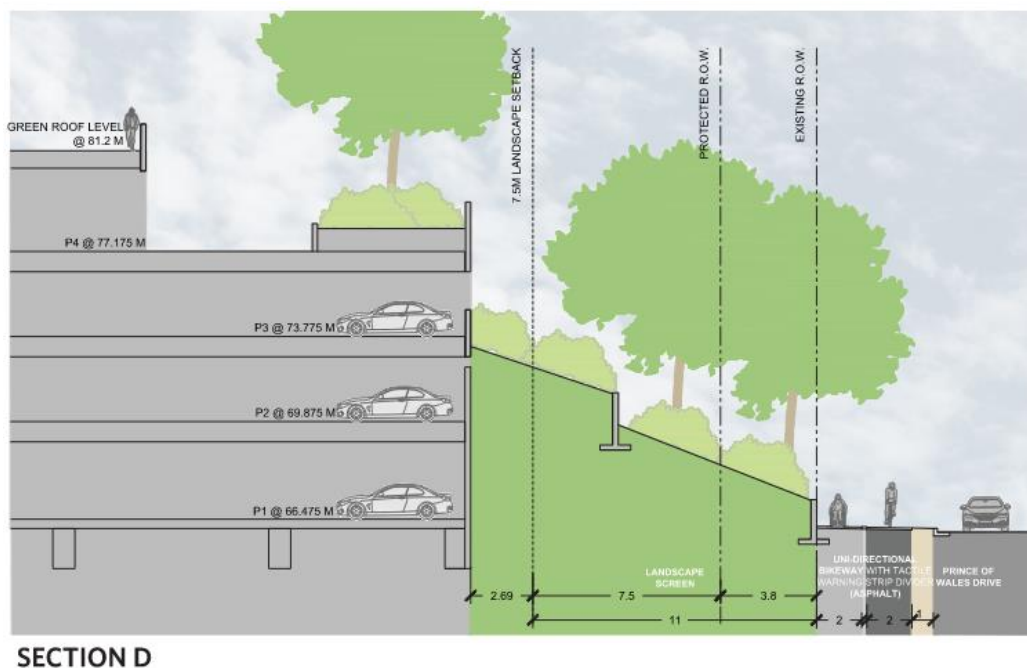 7.5M LANDSCAPE SETBACK
PROTECTED R.O.W.
EXISTING R.O.W.
GREEN ROOF LEVEL
@ 81.2 M
P4 @ 77.175 M
P3 @ 73.775 M
P2 @ 69.875 M
P1 @ 66.475 M
LANDSCAPE
SCREEN
UNI-DIRECTIONAL
BIKEWAY WITH TACTILE
WARNING STRIP DIVIDER
(ASPHALT)
PRINCE OF
WALES DRIVE
2.69
7.5
3.8
11
2
2
1
SECTION D